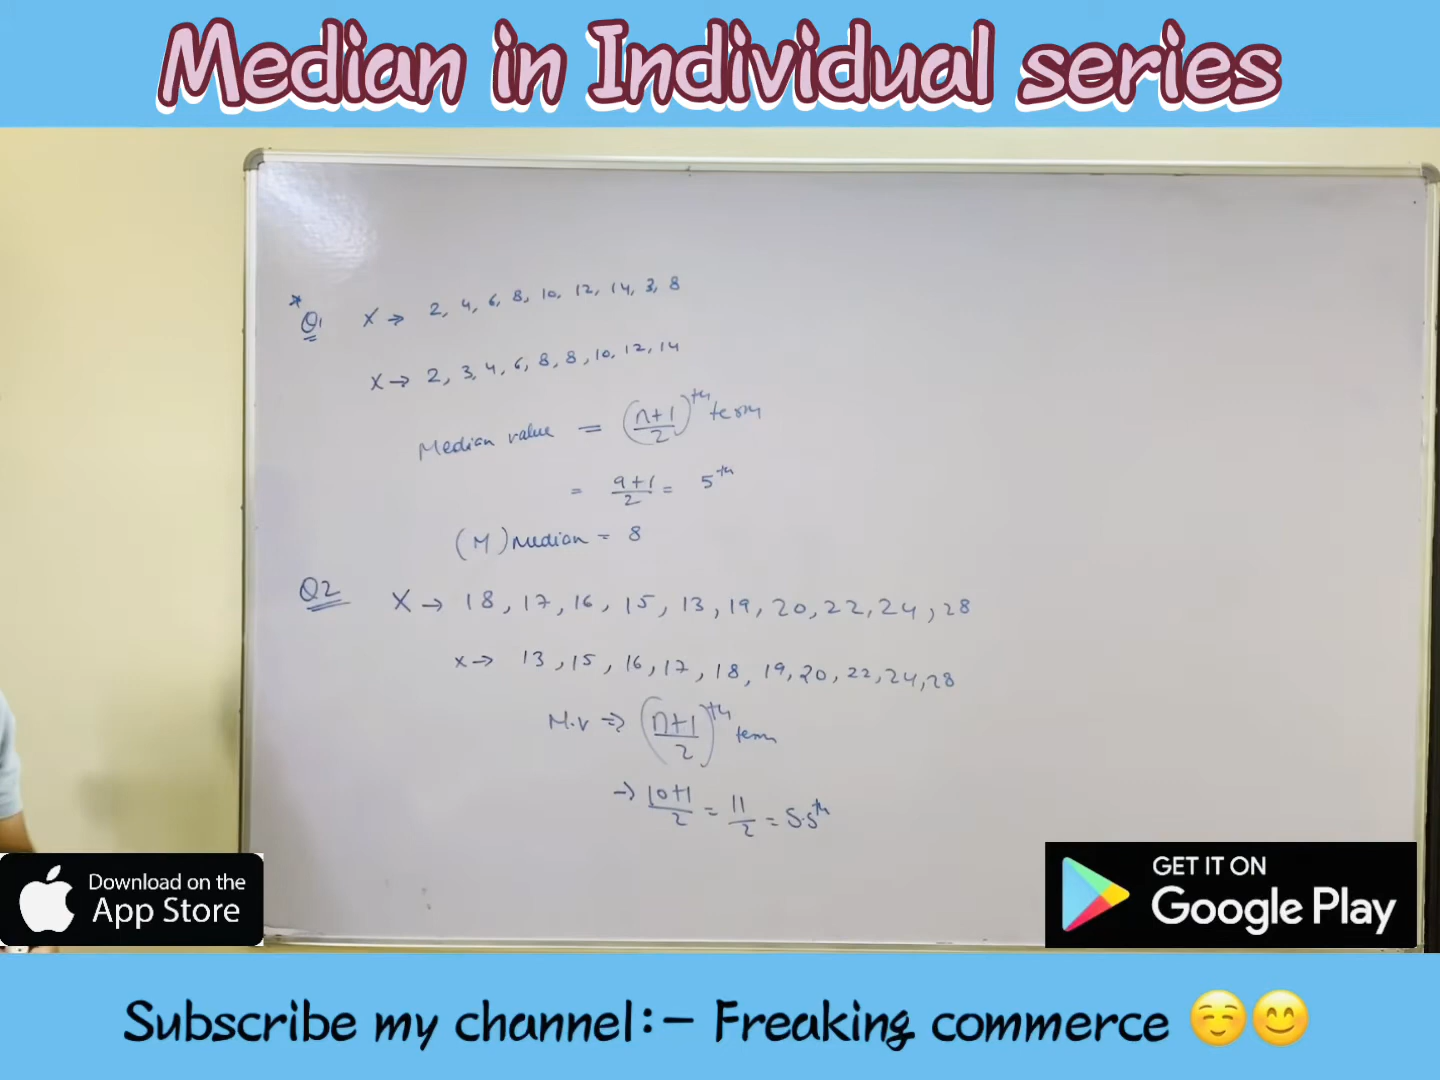 Median in Individual series
* Q1 X → 2, 4, 6, 8, 10, 12, 14, 3, 8
X → 2, 3, 4, 6, 8, 8, 10, 12, 14
Median value = (n+1/2)th term
= 9+1/2 = 5th
(M) Median = 8
Q2 X → 18, 17, 16, 15, 13, 19, 20, 22, 24, 28
x → 13, 15, 16, 17, 18, 19, 20, 22, 24, 28
M.V ⇒ (n+1/2)th term
→ 10+1/2 = 11/2 = 5.5th
Download on the
App Store
GET IT ON
Google Play
Subscribe my channel:- Freaking commerce ☺️😊